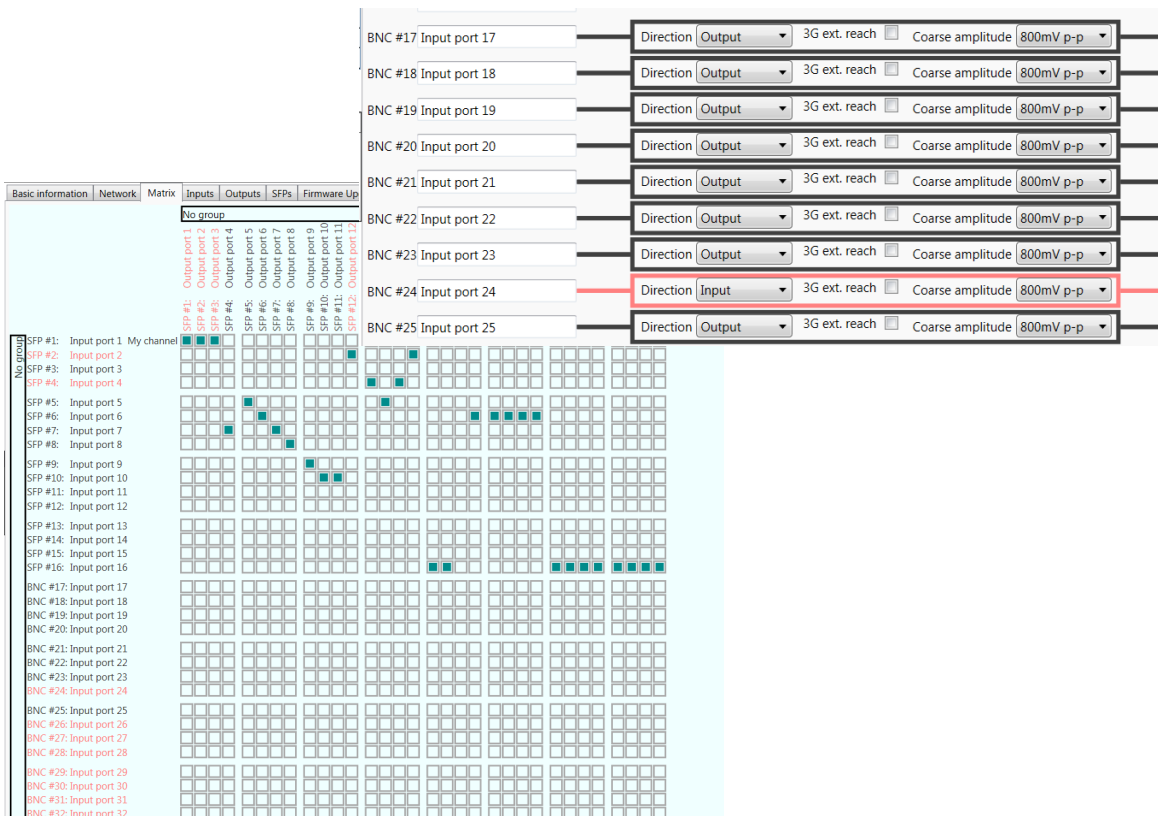 BNC #17 Input port 17 Direction Output 3G ext. reach Coarse amplitude 800mV p-p
BNC #18 Input port 18 Direction Output 3G ext. reach Coarse amplitude 800mV p-p
BNC #19 Input port 19 Direction Output 3G ext. reach Coarse amplitude 800mV p-p
BNC #20 Input port 20 Direction Output 3G ext. reach Coarse amplitude 800mV p-p
BNC #21 Input port 21 Direction Output 3G ext. reach Coarse amplitude 800mV p-p
BNC #22 Input port 22 Direction Output 3G ext. reach Coarse amplitude 800mV p-p
BNC #23 Input port 23 Direction Output 3G ext. reach Coarse amplitude 800mV p-p
BNC #24 Input port 24 Direction Input 3G ext. reach Coarse amplitude 800mV p-p
BNC #25 Input port 25 Direction Output 3G ext. reach Coarse amplitude 800mV p-p
Basic information Network Matrix Inputs Outputs SFPs Firmware Up
No group
SFP #1: Output port 1
SFP #2: Output port 2
SFP #3: Output port 3
SFP #4: Output port 4
SFP #5: Output port 5
SFP #6: Output port 6
SFP #7: Output port 7
SFP #8: Output port 8
SFP #9: Output port 9
SFP #10: Output port 10
SFP #11: Output port 11
SFP #12: Output port 12
No group
SFP #1: Input port 1 My channel
SFP #2: Input port 2
SFP #3: Input port 3
SFP #4: Input port 4
SFP #5: Input port 5
SFP #6: Input port 6
SFP #7: Input port 7
SFP #8: Input port 8
SFP #9: Input port 9
SFP #10: Input port 10
SFP #11: Input port 11
SFP #12: Input port 12
SFP #13: Input port 13
SFP #14: Input port 14
SFP #15: Input port 15
SFP #16: Input port 16
BNC #17: Input port 17
BNC #18: Input port 18
BNC #19: Input port 19
BNC #20: Input port 20
BNC #21: Input port 21
BNC #22: Input port 22
BNC #23: Input port 23
BNC #24: Input port 24
BNC #25: Input port 25
BNC #26: Input port 26
BNC #27: Input port 27
BNC #28: Input port 28
BNC #29: Input port 29
BNC #30: Input port 30
BNC #31: Input port 31
BNC #32: Input port 32